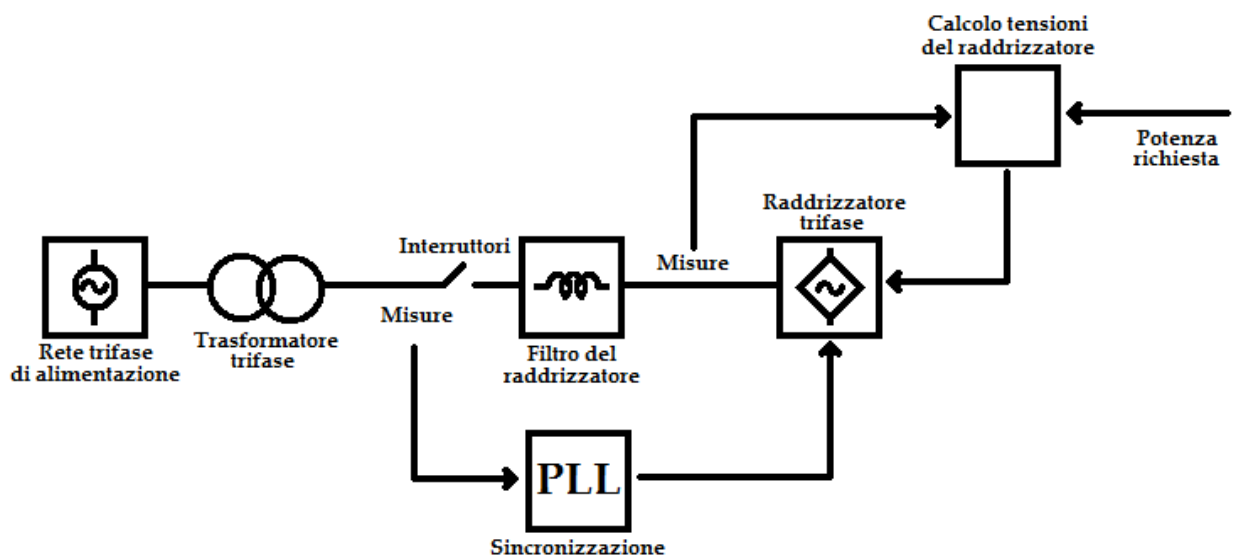 Calcolo tensioni
del raddrizzatore
Potenza
richiesta
Raddrizzatore
trifase
Interruttori
Misure
Misure
Rete trifase
di alimentazione
Trasformatore
trifase
Filtro del
raddrizzatore
PLL
Sincronizzazione